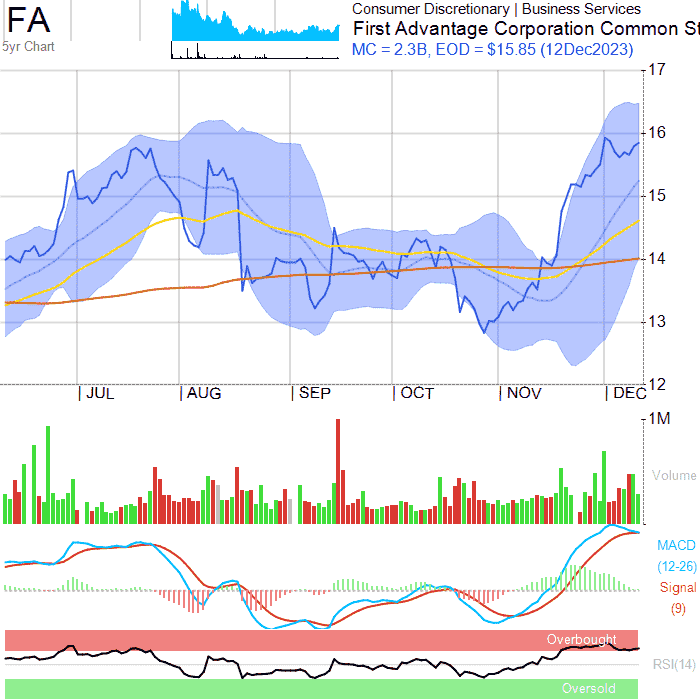 FA
5yr Chart
Consumer Discretionary | Business Services
First Advantage Corporation Common St
MC = 2.3B, EOD = $15.85 (12Dec2023)
17
16
15
14
13
12
JUL AUG SEP OCT NOV DEC
1M
Volume
MACD
(12-26)
Signal
(9)
Overbought
RSI(14)
Oversold